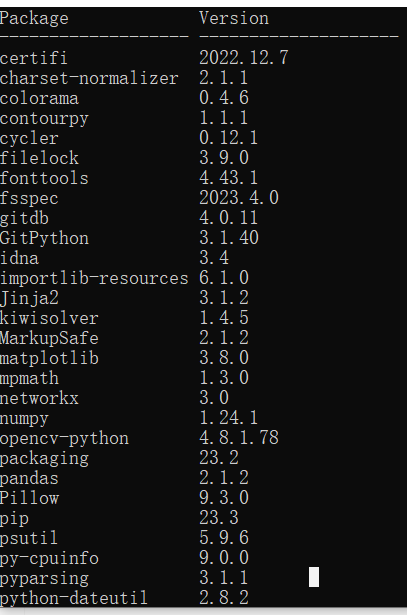 Package Version
------------------- --------------------
certifi 2022.12.7
charset-normalizer 2.1.1
colorama 0.4.6
contourpy 1.1.1
cycler 0.12.1
filelock 3.9.0
fonttools 4.43.1
fsspec 2023.4.0
gitdb 4.0.11
GitPython 3.1.40
idna 3.4
importlib-resources 6.1.0
Jinja2 3.1.2
kiwisolver 1.4.5
MarkupSafe 2.1.2
matplotlib 3.8.0
mpmath 1.3.0
networkx 3.0
numpy 1.24.1
opencv-python 4.8.1.78
packaging 23.2
pandas 2.1.2
Pillow 9.3.0
pip 23.3
psutil 5.9.6
py-cpuinfo 9.0.0
pyparsing 3.1.1
python-dateutil 2.8.2